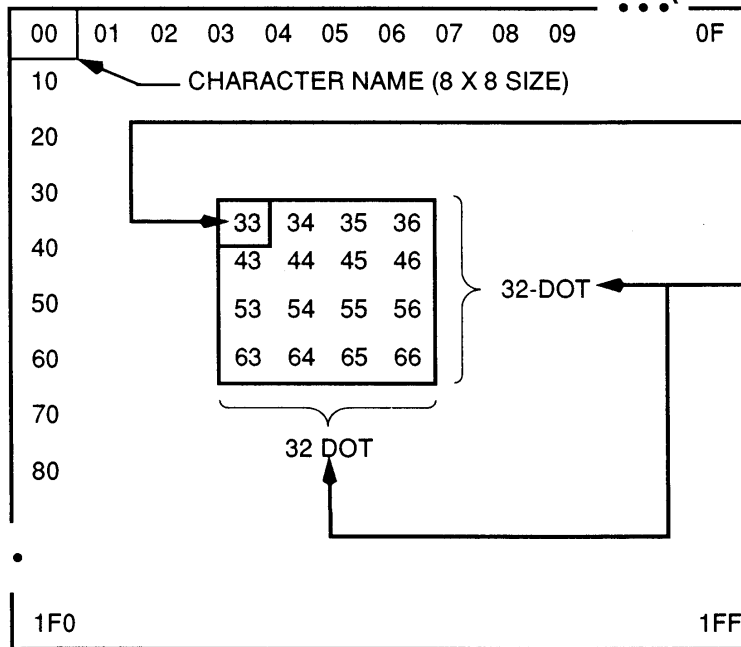 00 01 02 03 04 05 06 07 08 09 ••• 0F
10 CHARACTER NAME (8 X 8 SIZE)
20
30
33 34 35 36
40
43 44 45 46
32-DOT
50
53 54 55 56
60
63 64 65 66
70
32 DOT
80
•
1F0 1FF